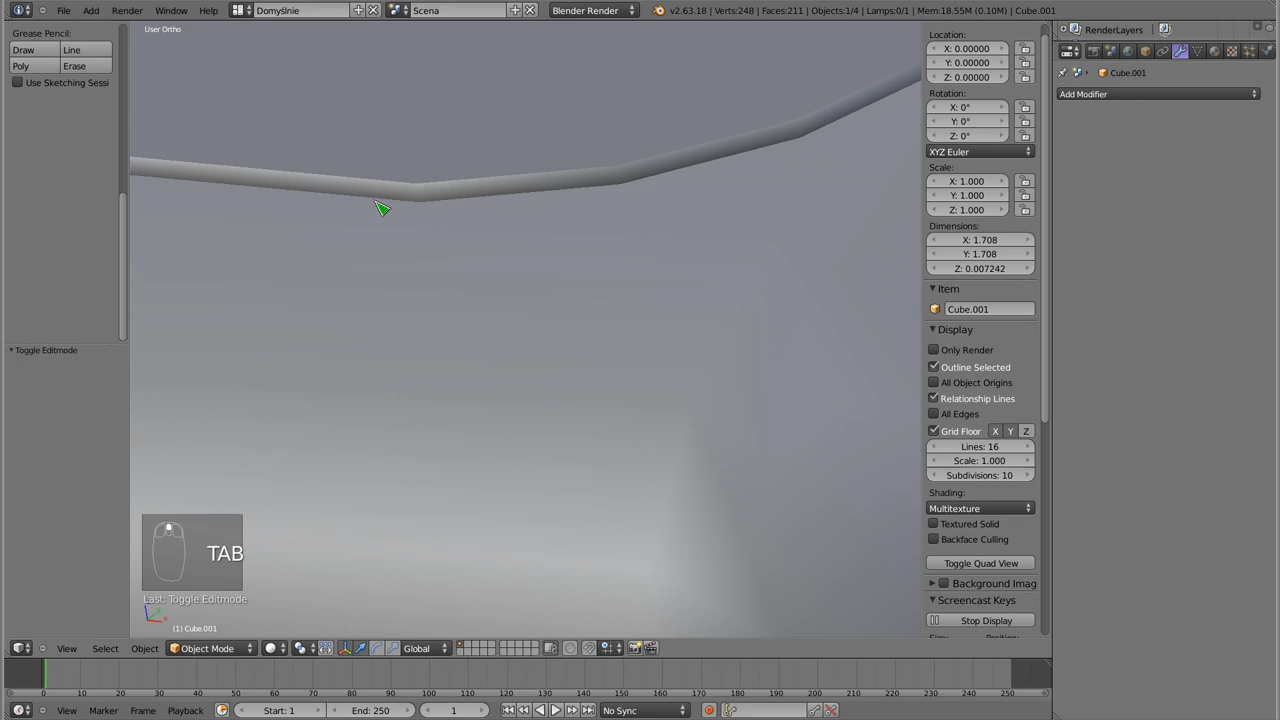 File Add Render Window Help Domyślnie Scena Blender Render v2.63.18 | Verts:248 | Faces:211 | Objects:1/4 | Lamps:0/1 | Mem:18.55M (0.10M) | Cube.001
Grease Pencil:
Draw Line
Poly Erase
Use Sketching Sessi
Toggle Editmode
User Ortho
TAB
Last: Toggle Editmode
(1) Cube.001
Location:
X: 0.00000
Y: 0.00000
Z: 0.00000
Rotation:
X: 0°
Y: 0°
Z: 0°
XYZ Euler
Scale:
X: 1.000
Y: 1.000
Z: 1.000
Dimensions:
X: 1.708
Y: 1.708
Z: 0.007242
Item
Cube.001
Display
Only Render
Outline Selected
All Object Origins
Relationship Lines
All Edges
Grid Floor X Y Z
Lines: 16
Scale: 1.000
Subdivisions: 10
Shading:
Multitexture
Textured Solid
Backface Culling
Toggle Quad View
Background Imag
Screencast Keys
Stop Display
RenderLayers
Cube.001
Add Modifier
View Select Object Object Mode Global
0 10 20 30 40 50 60 70 80 90 100 110 120 130 140 150 160 170 180 190 200 210 220 230 240 250
View Marker Frame Playback Start: 1 End: 250 1 No Sync